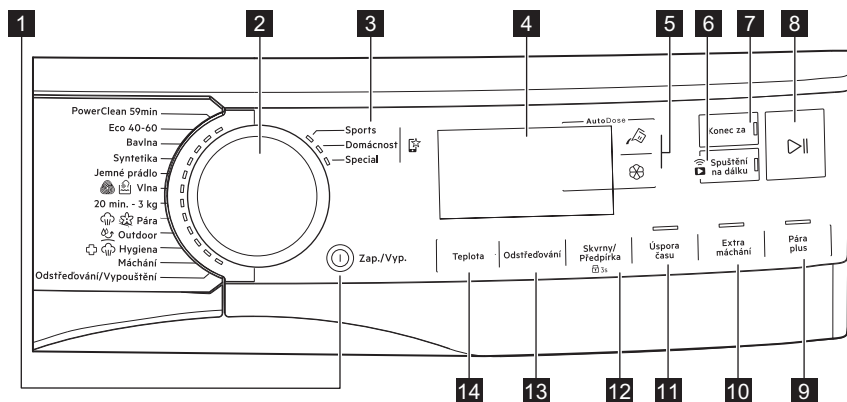 1
2
3
4
5
6
7
8
PowerClean 59min
Eco 40-60
Bavlna
Syntetika
Jemné prádlo
Vlna
20 min. - 3 kg
Pára
Outdoor
Hygiena
Máchání
Odstřeďování/Vypouštění
Sports
Domácnost
Special
AutoDose
Konec za
Spuštění
na dálku
Zap./Vyp.
Teplota
Odstřeďování
Skvrny/
Předpírka
3s
Úspora
času
Extra
máchání
Pára
plus
14
13
12
11
10
9